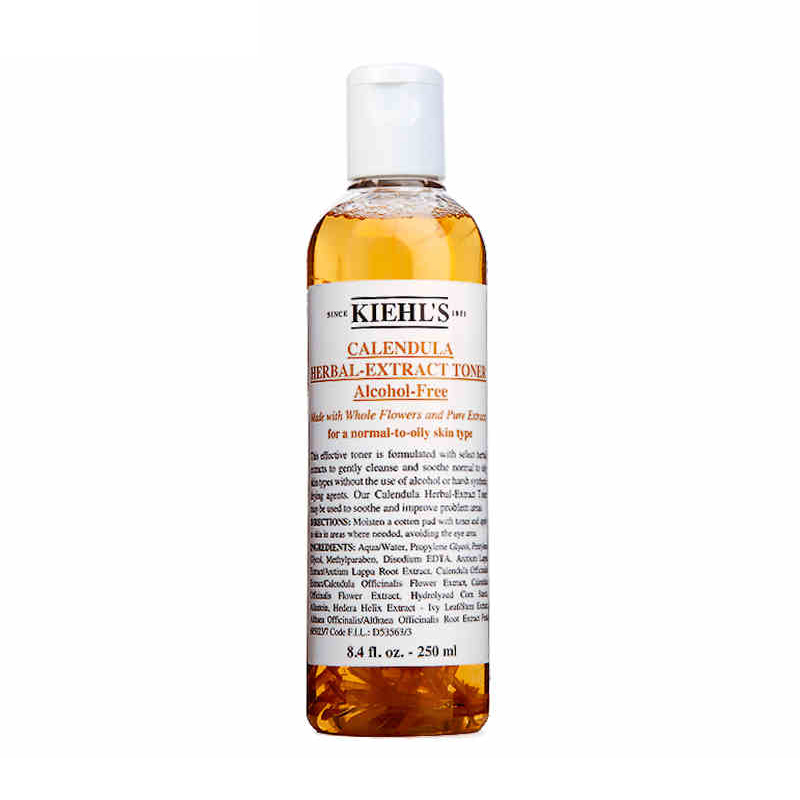 SINCE KIEHL'S 1851
CALENDULA
HERBAL-EXTRACT TONER
Alcohol-Free
Made with Whole Flowers and Pure Extracts
for a normal-to-oily skin type
This effective toner is formulated with select herbal
extracts to gently cleanse and soothe normal to oily
skin types without the use of alcohol or harsh synthetic
drying agents. Our Calendula Herbal-Extract Toner
may be used to soothe and improve problem areas.
DIRECTIONS: Moisten a cotton pad with toner and apply
to skin in areas where needed, avoiding the eye area.
INGREDIENTS: Aqua/Water, Propylene Glycol,
Glycol, Methylparaben, Disodium EDTA, Arctium Lappa
Extract/Arctium Lappa Root Extract, Calendula Officinalis
Extract/Calendula Officinalis Flower Extract, Calendula
Officinalis Flower Extract, Hydrolyzed Corn Starch,
Allantoin, Hedera Helix Extract - Ivy Leaf/Stem Extract,
Althaea Officinalis/Althaea Officinalis Root Extract
Code F.I.L.: D53563/3
8.4 fl. oz. - 250 ml